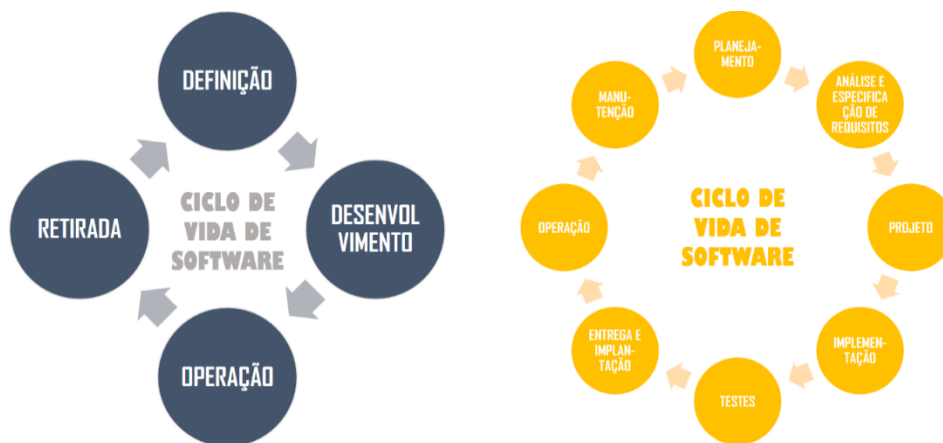 DEFINIÇÃO
DESENVOL
VIMENTO
OPERAÇÃO
RETIRADA
CICLO DE
VIDA DE
SOFTWARE
PLANEJA-
MENTO
ANÁLISE E
ESPECIFICA
ÇÃO DE
REQUISITOS
PROJETO
IMPLEMEN-
TAÇÃO
TESTES
ENTREGA E
IMPLAN-
TAÇÃO
OPERAÇÃO
MANU-
TENÇÃO
CICLO DE
VIDA DE
SOFTWARE